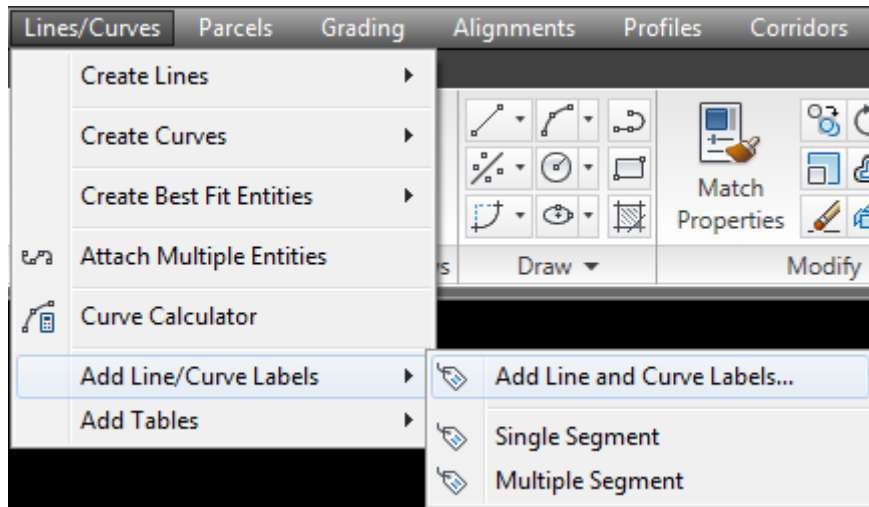 Lines/Curves Parcels Grading Alignments Profiles Corridors
Create Lines
Create Curves
Create Best Fit Entities
Attach Multiple Entities
Curve Calculator
Add Line/Curve Labels
Add Tables
Match
Properties
Draw
Modify
Add Line and Curve Labels...
Single Segment
Multiple Segment